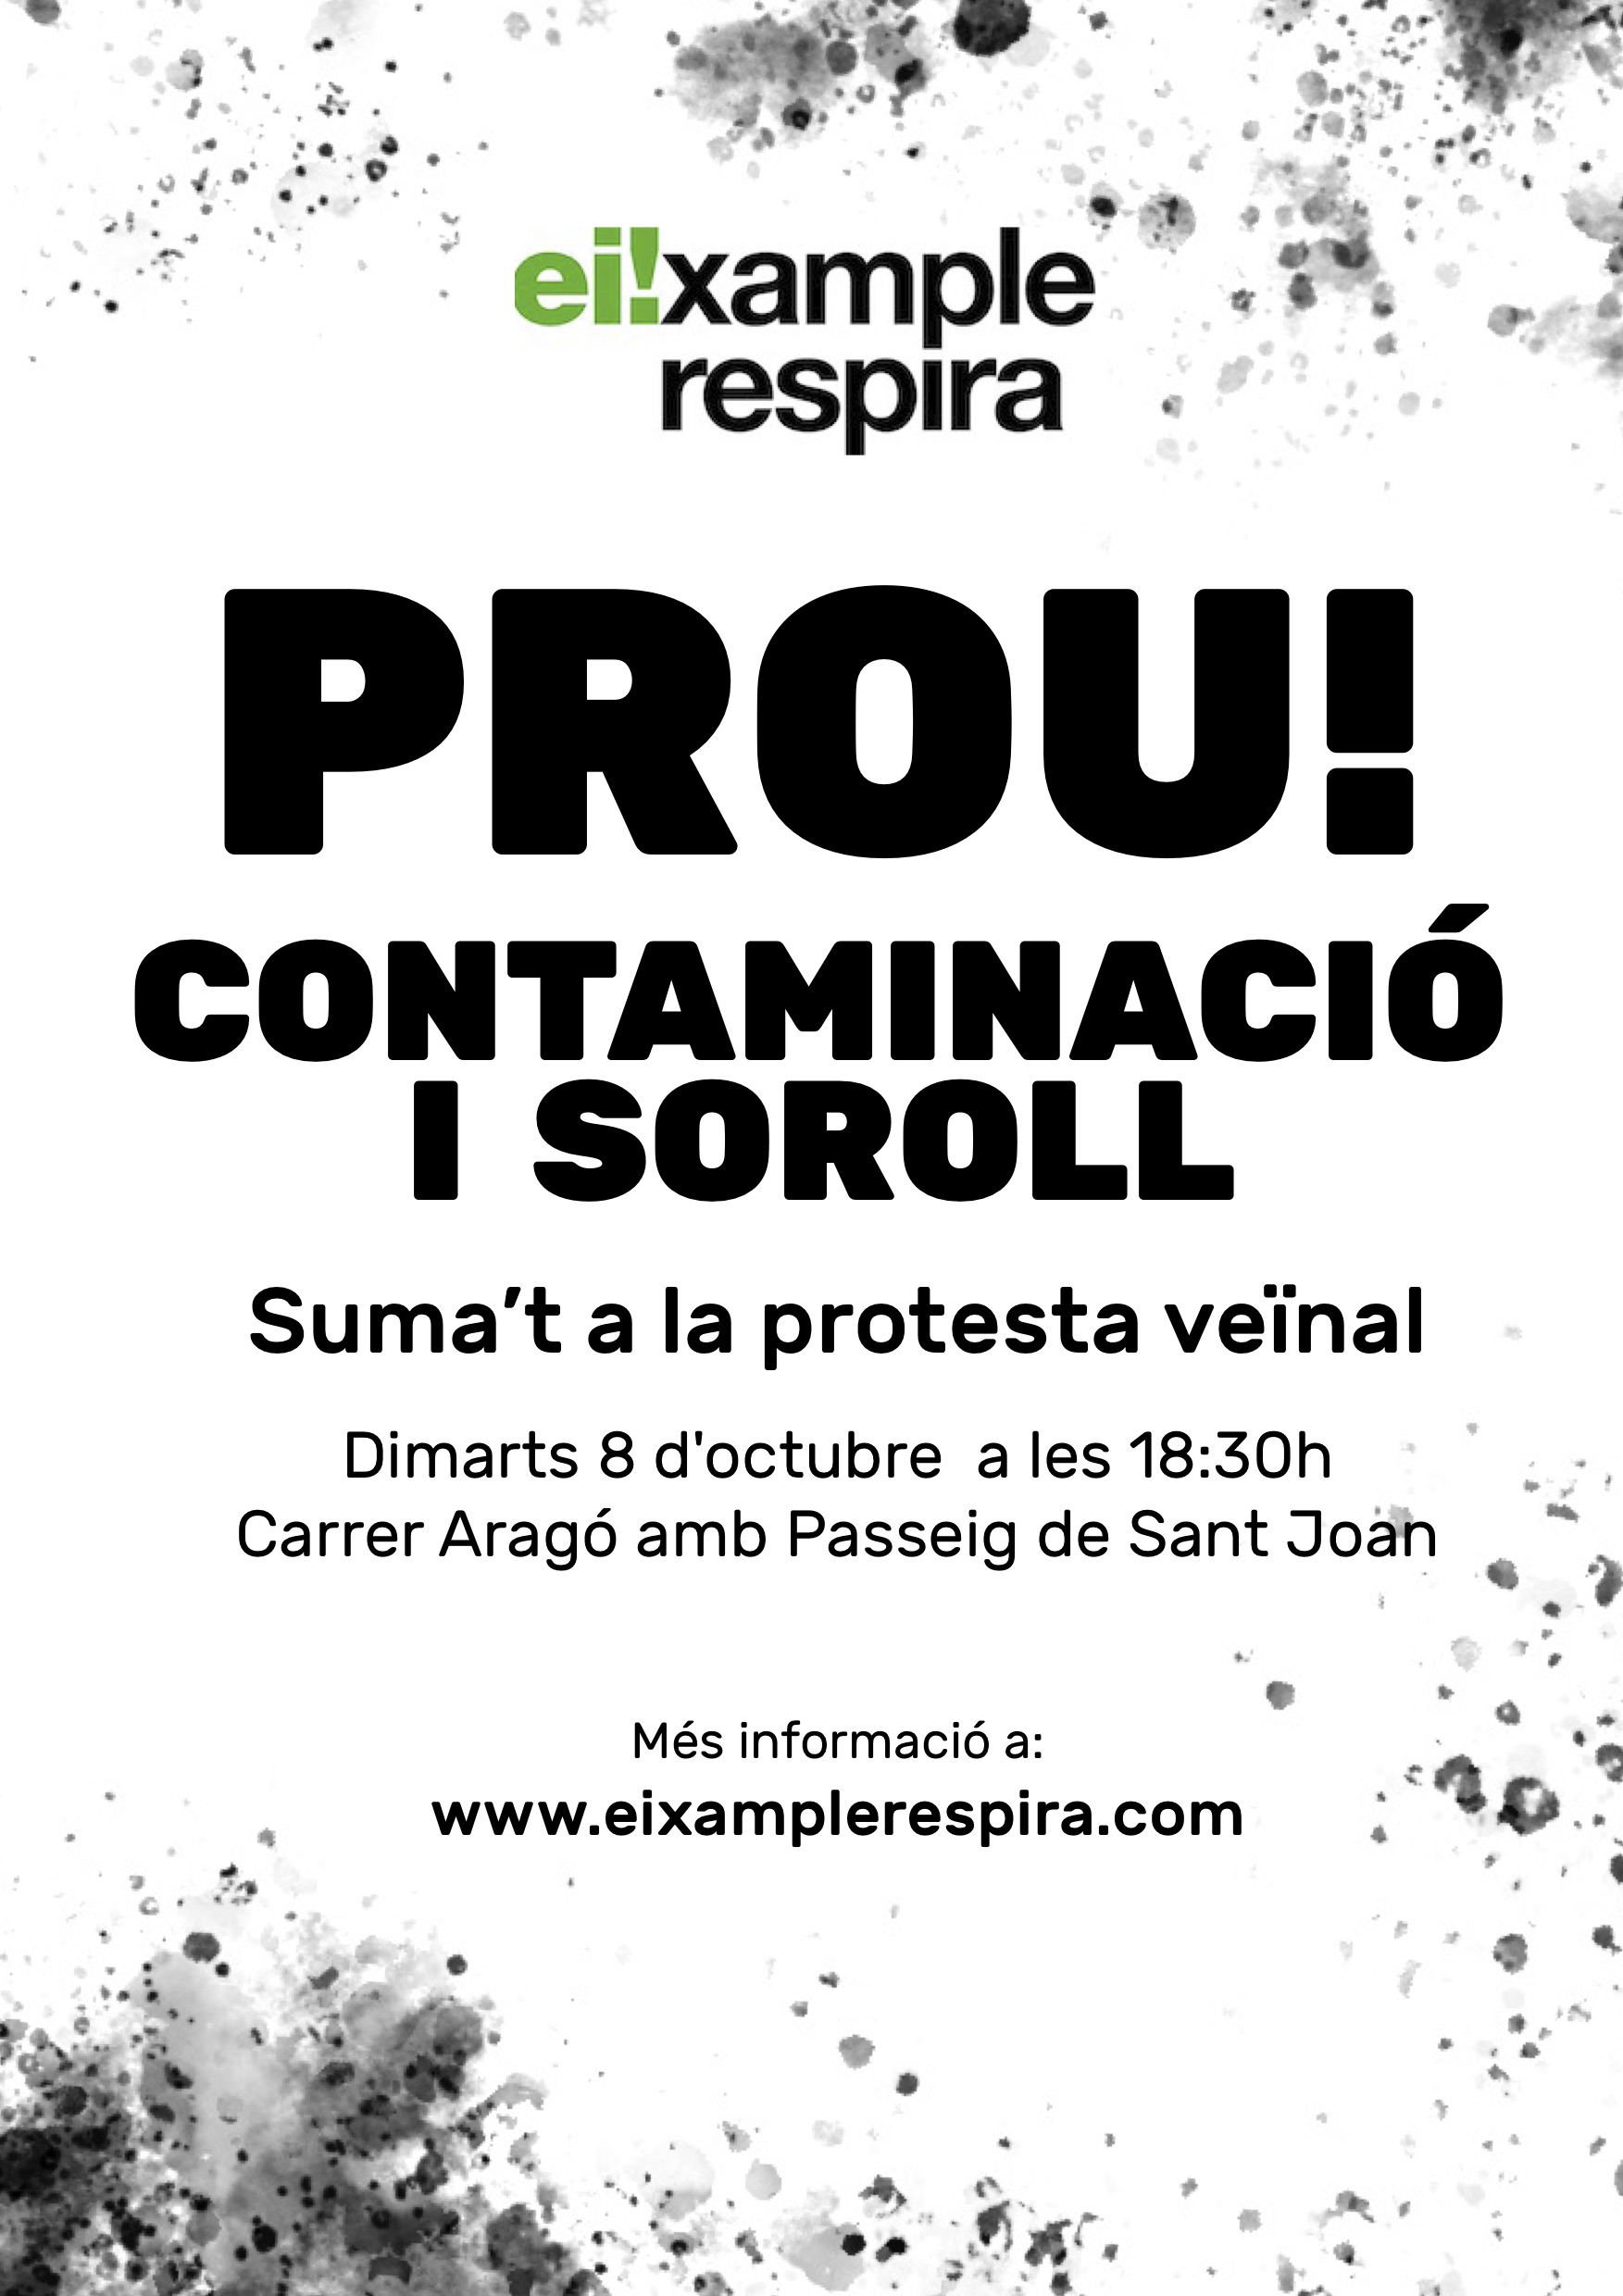 ei!xample
respira
PROU!
CONTAMINACIÓ
I SOROLL
Suma’t a la protesta veïnal
Dimarts 8 d'octubre  a les 18:30h
Carrer Aragó amb Passeig de Sant Joan
Més informació a:
www.eixamplerespira.com